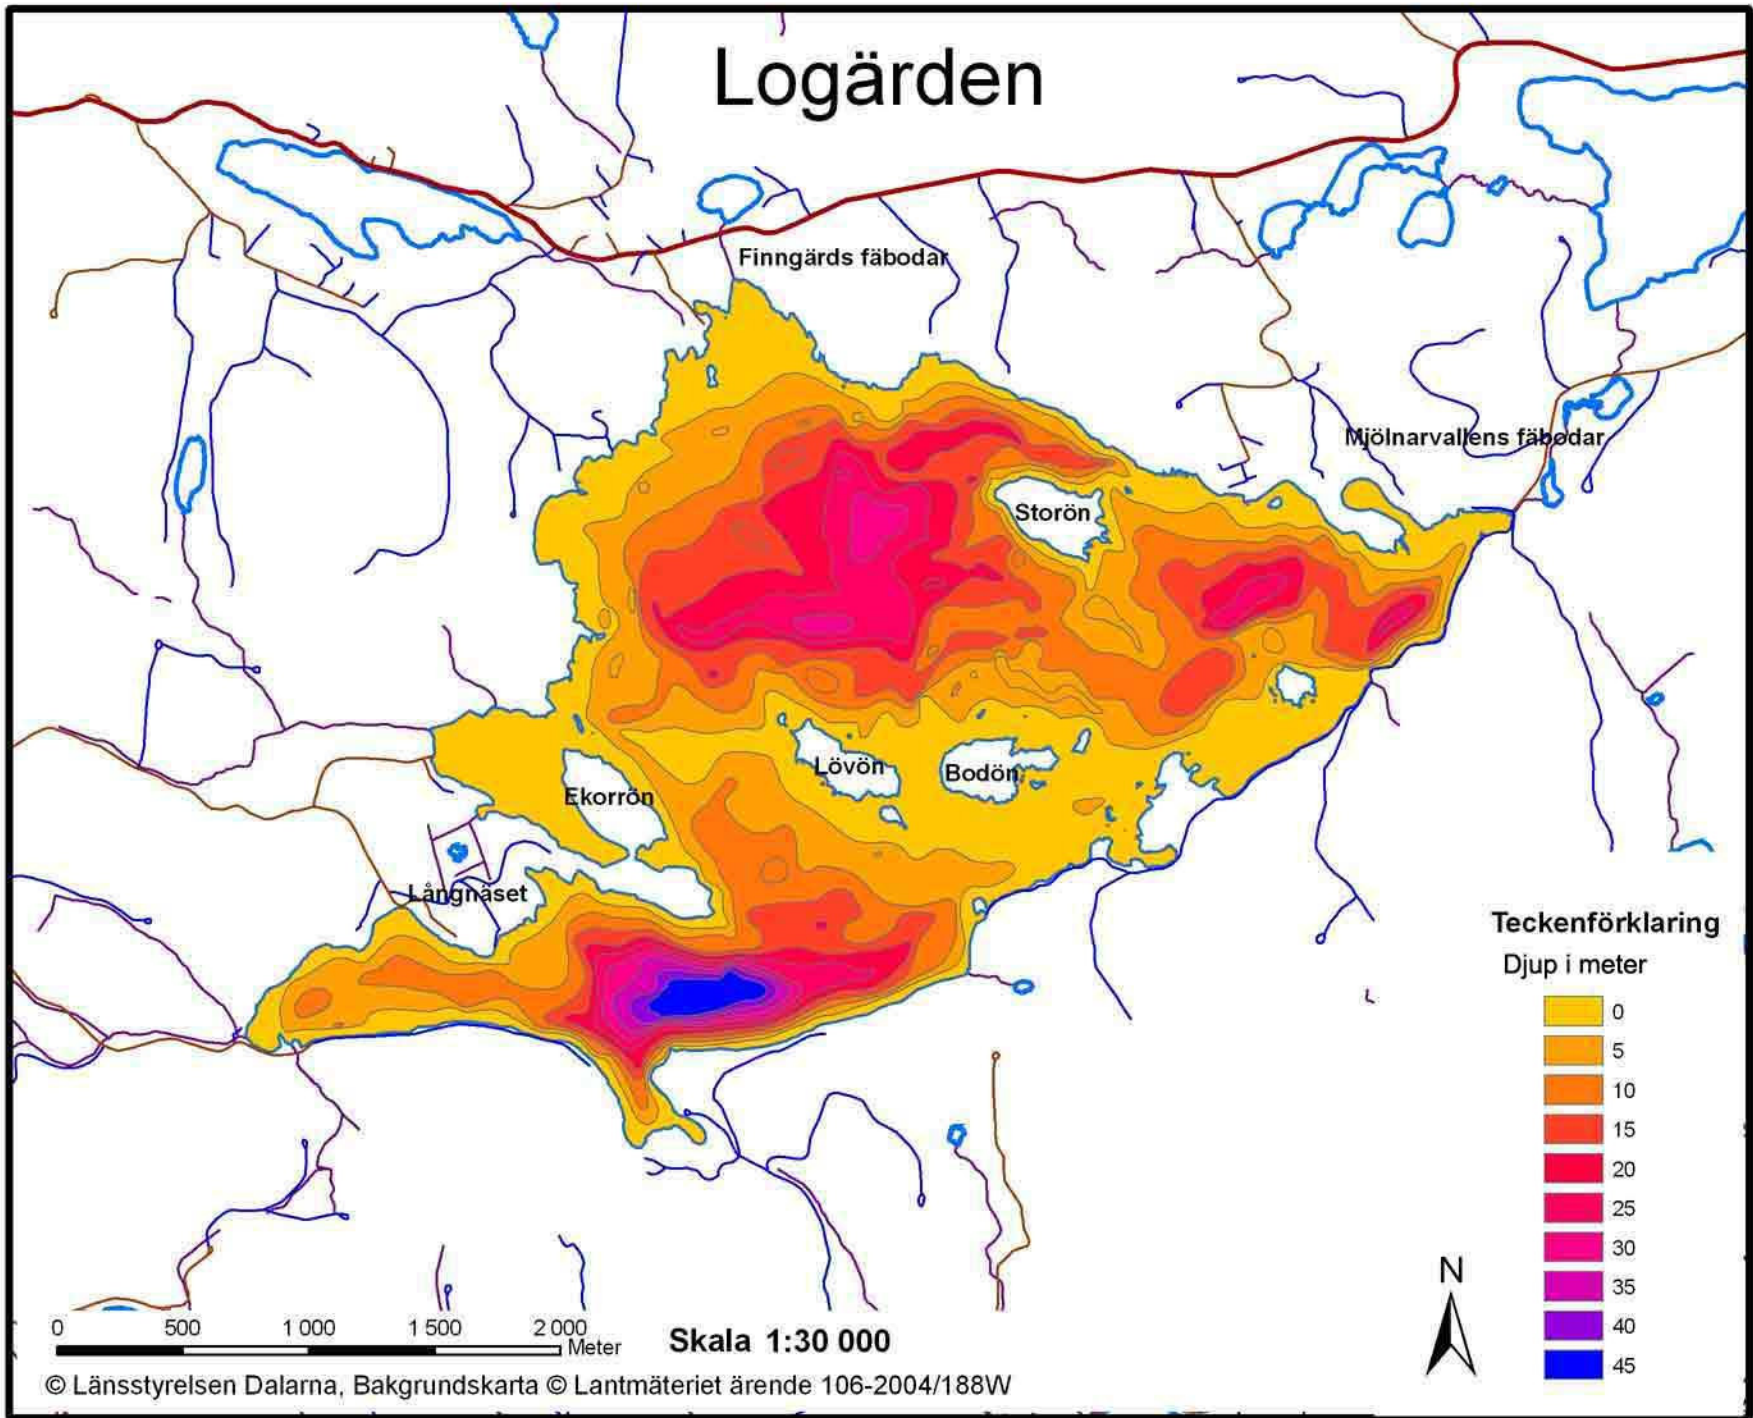 Logärden
Finngärds fäbodar
Mjölnarvallens fäbodar
Storön
Lövön
Bodön
Ekorrön
Långnäset
Teckenförklaring
Djup i meter
0
5
10
15
20
25
30
35
40
45
N
0 500 1 000 1 500 2 000
Meter
Skala 1:30 000
© Länsstyrelsen Dalarna, Bakgrundskarta © Lantmäteriet ärende 106-2004/188W